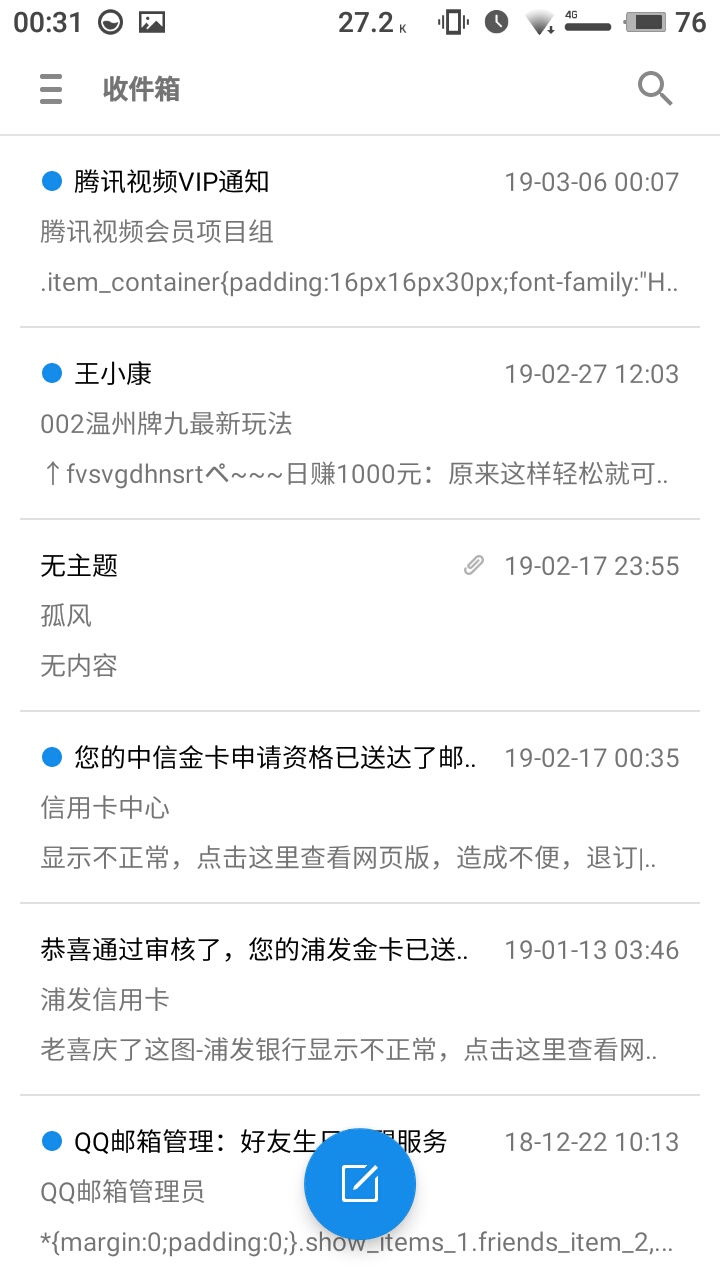 00:31 27.2 K 4G 76
收件箱
腾讯视频VIP通知 19-03-06 00:07
腾讯视频会员项目组
.item_container{padding:16px16px30px;font-family:"H..
王小康 19-02-27 12:03
002温州牌九最新玩法
↑fvsvgdhnsrtペ~~~日赚1000元：原来这样轻松就可..
无主题 19-02-17 23:55
孤风
无内容
您的中信金卡申请资格已送达了邮.. 19-02-17 00:35
信用卡中心
显示不正常，点击这里查看网页版，造成不便，退订|..
恭喜通过审核了，您的浦发金卡已送.. 19-01-13 03:46
浦发信用卡
老喜庆了这图-浦发银行显示不正常，点击这里查看网..
QQ邮箱管理：好友生 服务 18-12-22 10:13
QQ邮箱管理员
*{margin:0;padding:0;}.show_items_1.friends_item_2,...